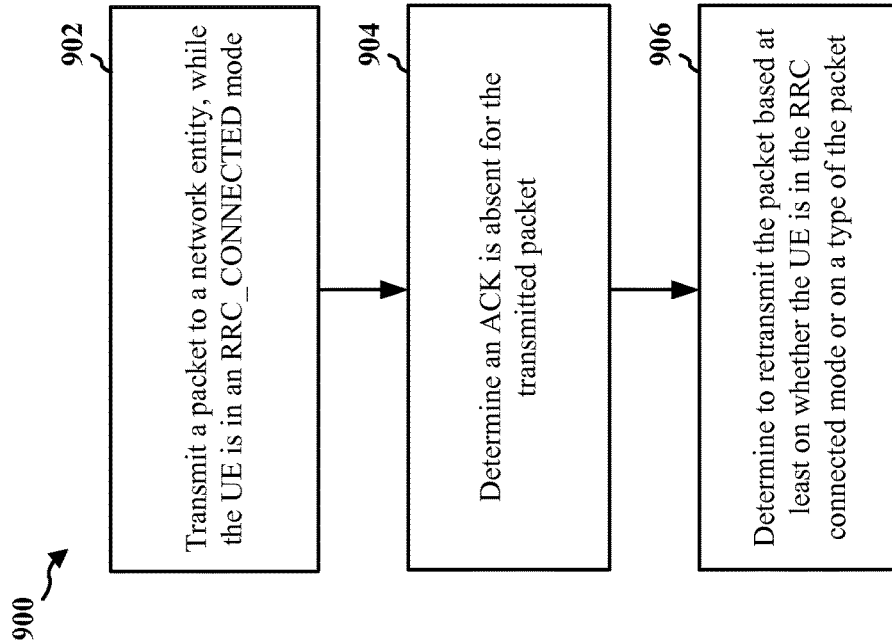 900
902
Transmit a packet to a network entity, while
the UE is in an RRC_CONNECTED mode
904
Determine an ACK is absent for the
transmitted packet
906
Determine to retransmit the packet based at
least on whether the UE is in the RRC
connected mode or on a type of the packet